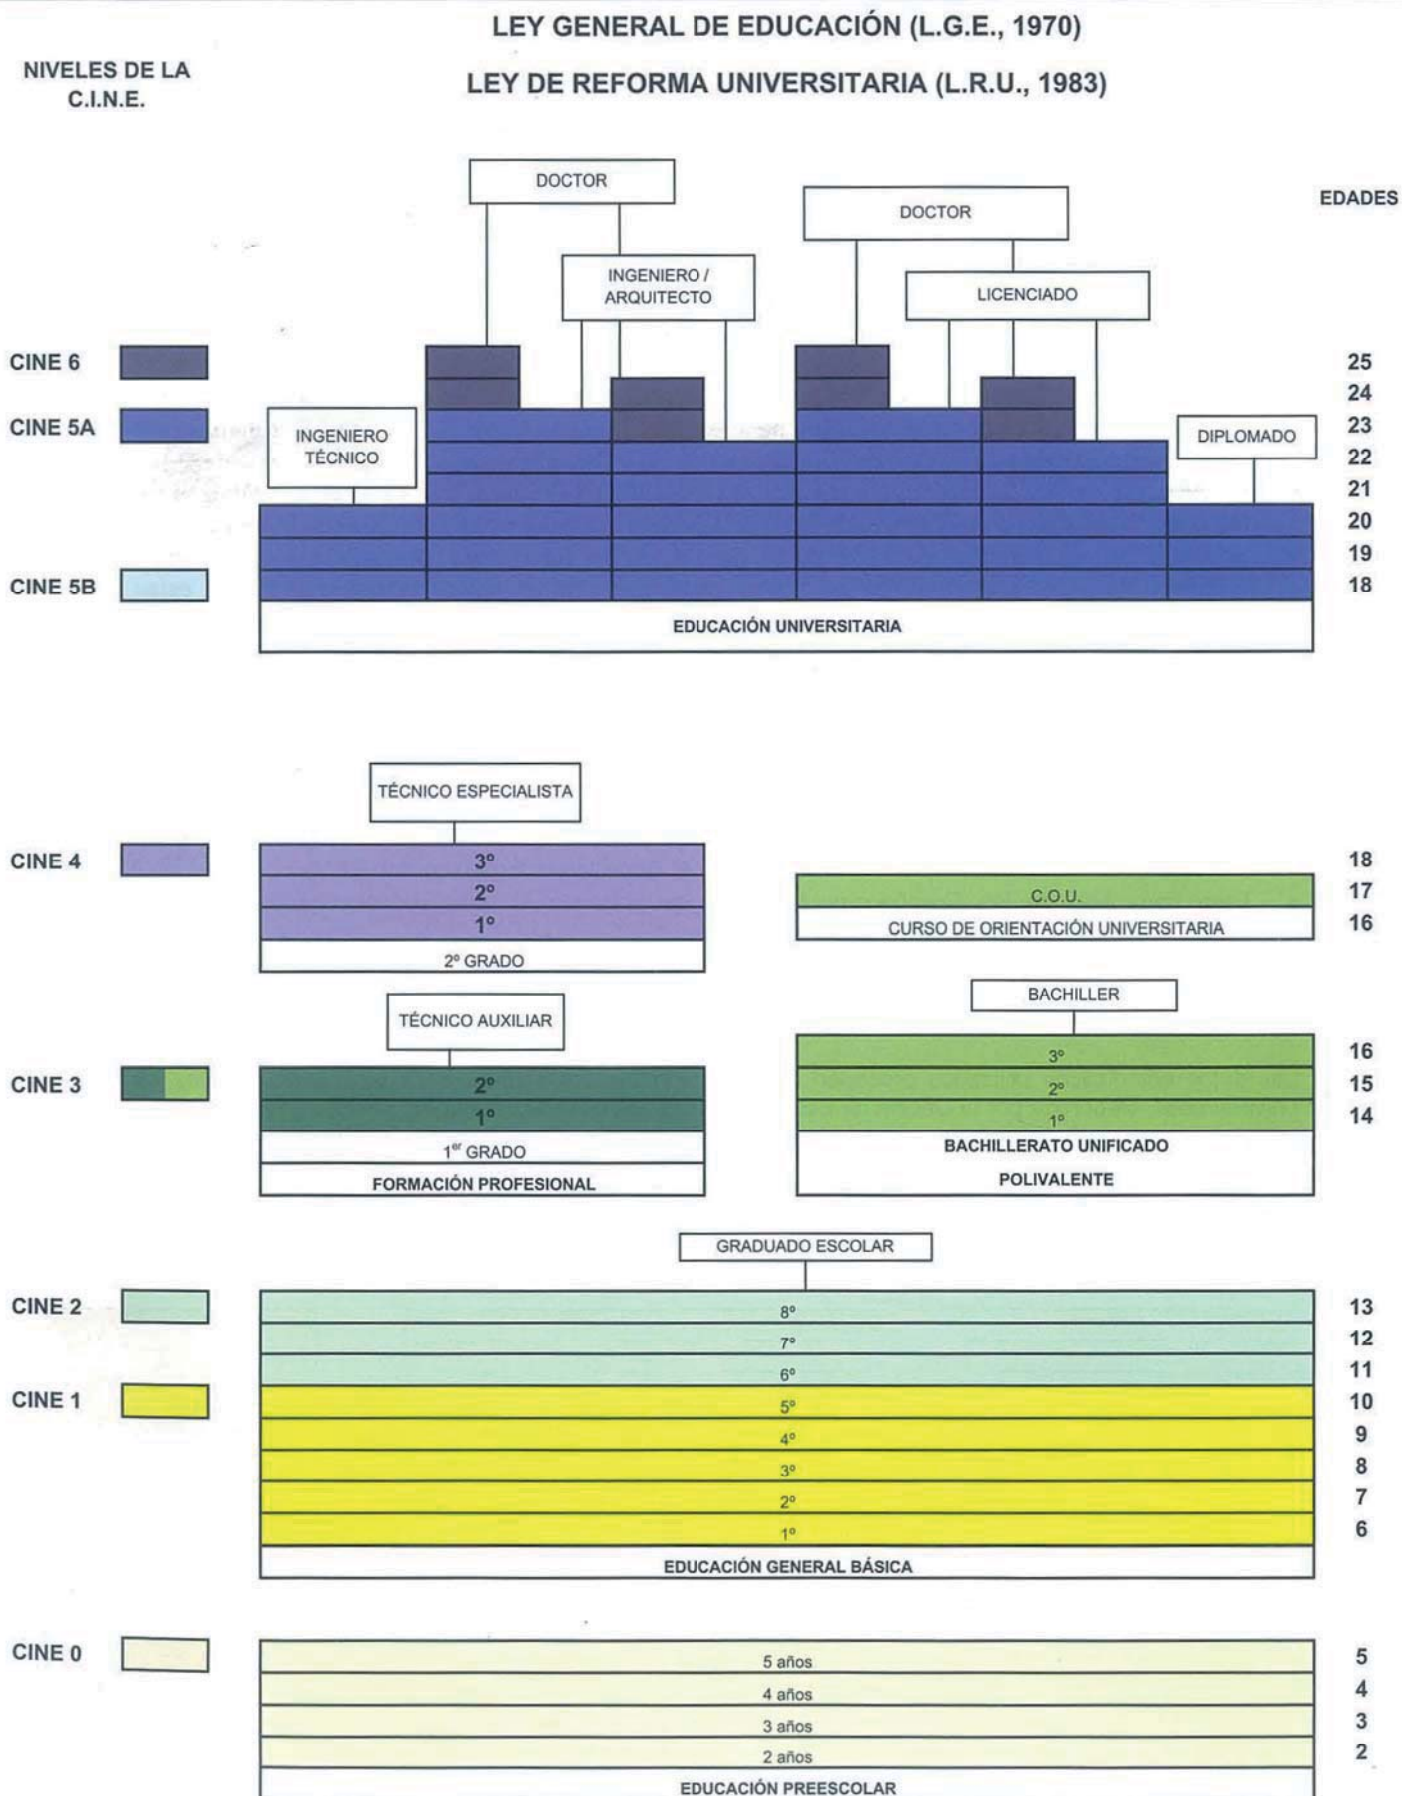 LEY GENERAL DE EDUCACIÓN (L.G.E., 1970)
NIVELES DE LA
C.I.N.E.
LEY DE REFORMA UNIVERSITARIA (L.R.U., 1983)
DOCTOR
DOCTOR
EDADES
INGENIERO /
ARQUITECTO
LICENCIADO
CINE 6
25
24
CINE 5A
INGENIERO
TÉCNICO
DIPLOMADO
23
22
21
20
19
CINE 5B
18
EDUCACIÓN UNIVERSITARIA
TÉCNICO ESPECIALISTA
CINE 4
3º
18
2º
C.O.U.
17
1º
CURSO DE ORIENTACIÓN UNIVERSITARIA
16
2º GRADO
TÉCNICO AUXILIAR
BACHILLER
3º
16
CINE 3
2º
2º
15
1º
1º
14
1er GRADO
BACHILLERATO UNIFICADO
POLIVALENTE
FORMACIÓN PROFESIONAL
GRADUADO ESCOLAR
CINE 2
8º
13
7º
12
6º
11
CINE 1
5º
10
4º
9
3º
8
2º
7
1º
6
EDUCACIÓN GENERAL BÁSICA
CINE 0
5 años
5
4 años
4
3 años
3
2 años
2
EDUCACIÓN PREESCOLAR